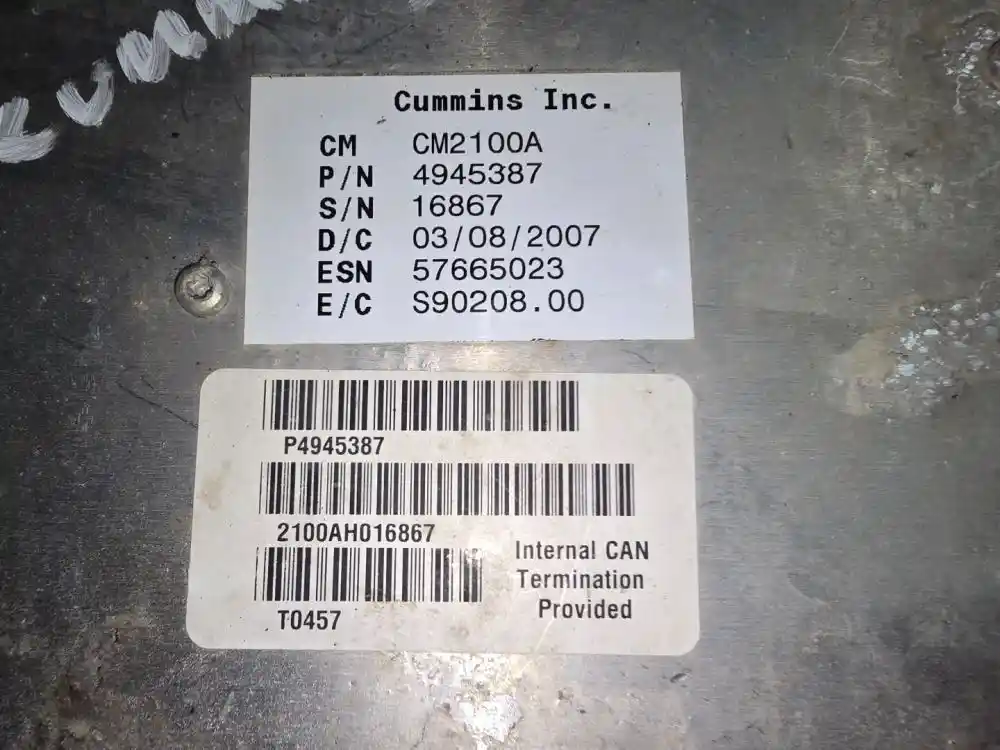 Cummins Inc.
CM CM2100A
P/N 4945387
S/N 16867
D/C 03/08/2007
ESN 57665023
E/C S90208.00
P4945387
2100AH016867
T0457
Internal CAN
Termination
Provided